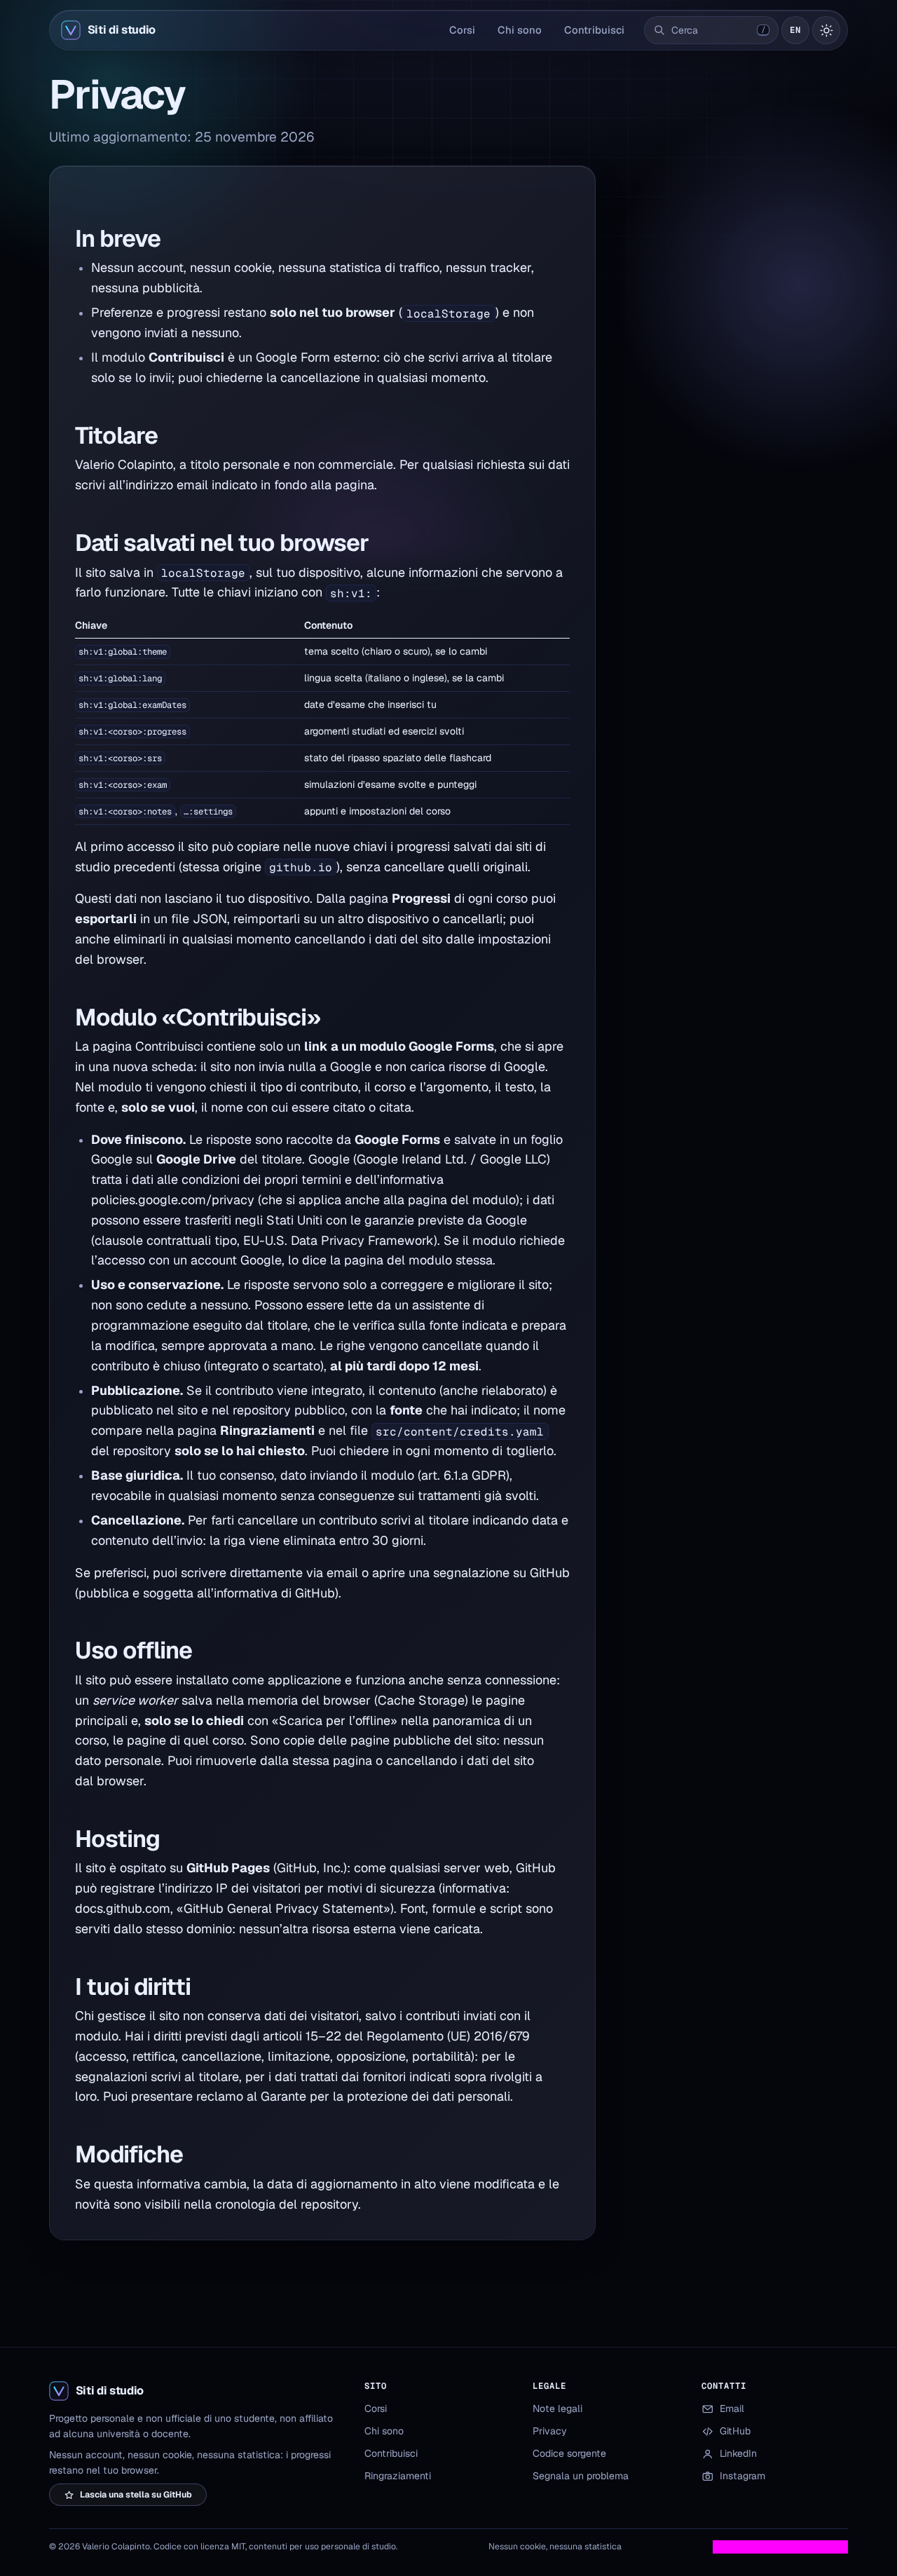 Siti di studio
Corsi
Chi sono
Contribuisci
Cerca
/
EN
Privacy
Ultimo aggiornamento: 25 novembre 2026
In breve
Nessun account, nessun cookie, nessuna statistica di traffico, nessun tracker,
nessuna pubblicità.
Preferenze e progressi restano solo nel tuo browser (localStorage) e non
vengono inviati a nessuno.
Il modulo Contribuisci è un Google Form esterno: ciò che scrivi arriva al titolare
solo se lo invii; puoi chiederne la cancellazione in qualsiasi momento.
Titolare
Valerio Colapinto, a titolo personale e non commerciale. Per qualsiasi richiesta sui dati
scrivi all’indirizzo email indicato in fondo alla pagina.
Dati salvati nel tuo browser
Il sito salva in localStorage, sul tuo dispositivo, alcune informazioni che servono a
farlo funzionare. Tutte le chiavi iniziano con sh:v1::
Chiave Contenuto
sh:v1:global:theme tema scelto (chiaro o scuro), se lo cambi
sh:v1:global:lang lingua scelta (italiano o inglese), se la cambi
sh:v1:global:examDates date d’esame che inserisci tu
sh:v1:<corso>:progress argomenti studiati ed esercizi svolti
sh:v1:<corso>:srs stato del ripasso spaziato delle flashcard
sh:v1:<corso>:exam simulazioni d’esame svolte e punteggi
sh:v1:<corso>:notes, …:settings appunti e impostazioni del corso
Al primo accesso il sito può copiare nelle nuove chiavi i progressi salvati dai siti di
studio precedenti (stessa origine github.io), senza cancellare quelli originali.
Questi dati non lasciano il tuo dispositivo. Dalla pagina Progressi di ogni corso puoi
esportarli in un file JSON, reimportarli su un altro dispositivo o cancellarli; puoi
anche eliminarli in qualsiasi momento cancellando i dati del sito dalle impostazioni
del browser.
Modulo «Contribuisci»
La pagina Contribuisci contiene solo un link a un modulo Google Forms, che si apre
in una nuova scheda: il sito non invia nulla a Google e non carica risorse di Google.
Nel modulo ti vengono chiesti il tipo di contributo, il corso e l’argomento, il testo, la
fonte e, solo se vuoi, il nome con cui essere citato o citata.
Dove finiscono. Le risposte sono raccolte da Google Forms e salvate in un foglio
Google sul Google Drive del titolare. Google (Google Ireland Ltd. / Google LLC)
tratta i dati alle condizioni dei propri termini e dell’informativa
policies.google.com/privacy (che si applica anche alla pagina del modulo); i dati
possono essere trasferiti negli Stati Uniti con le garanzie previste da Google
(clausole contrattuali tipo, EU-U.S. Data Privacy Framework). Se il modulo richiede
l’accesso con un account Google, lo dice la pagina del modulo stessa.
Uso e conservazione. Le risposte servono solo a correggere e migliorare il sito;
non sono cedute a nessuno. Possono essere lette da un assistente di
programmazione eseguito dal titolare, che le verifica sulla fonte indicata e prepara
la modifica, sempre approvata a mano. Le righe vengono cancellate quando il
contributo è chiuso (integrato o scartato), al più tardi dopo 12 mesi.
Pubblicazione. Se il contributo viene integrato, il contenuto (anche rielaborato) è
pubblicato nel sito e nel repository pubblico, con la fonte che hai indicato; il nome
compare nella pagina Ringraziamenti e nel file src/content/credits.yaml
del repository solo se lo hai chiesto. Puoi chiedere in ogni momento di toglierlo.
Base giuridica. Il tuo consenso, dato inviando il modulo (art. 6.1.a GDPR),
revocabile in qualsiasi momento senza conseguenze sui trattamenti già svolti.
Cancellazione. Per farti cancellare un contributo scrivi al titolare indicando data e
contenuto dell’invio: la riga viene eliminata entro 30 giorni.
Se preferisci, puoi scrivere direttamente via email o aprire una segnalazione su GitHub
(pubblica e soggetta all’informativa di GitHub).
Uso offline
Il sito può essere installato come applicazione e funziona anche senza connessione:
un service worker salva nella memoria del browser (Cache Storage) le pagine
principali e, solo se lo chiedi con «Scarica per l’offline» nella panoramica di un
corso, le pagine di quel corso. Sono copie delle pagine pubbliche del sito: nessun
dato personale. Puoi rimuoverle dalla stessa pagina o cancellando i dati del sito
dal browser.
Hosting
Il sito è ospitato su GitHub Pages (GitHub, Inc.): come qualsiasi server web, GitHub
può registrare l’indirizzo IP dei visitatori per motivi di sicurezza (informativa:
docs.github.com, «GitHub General Privacy Statement»). Font, formule e script sono
serviti dallo stesso dominio: nessun’altra risorsa esterna viene caricata.
I tuoi diritti
Chi gestisce il sito non conserva dati dei visitatori, salvo i contributi inviati con il
modulo. Hai i diritti previsti dagli articoli 15–22 del Regolamento (UE) 2016/679
(accesso, rettifica, cancellazione, limitazione, opposizione, portabilità): per le
segnalazioni scrivi al titolare, per i dati trattati dai fornitori indicati sopra rivolgiti a
loro. Puoi presentare reclamo al Garante per la protezione dei dati personali.
Modifiche
Se questa informativa cambia, la data di aggiornamento in alto viene modificata e le
novità sono visibili nella cronologia del repository.
Siti di studio
Progetto personale e non ufficiale di uno studente, non affiliato
ad alcuna università o docente.
Nessun account, nessun cookie, nessuna statistica: i progressi
restano nel tuo browser.
Lascia una stella su GitHub
SITO
Corsi
Chi sono
Contribuisci
Ringraziamenti
LEGALE
Note legali
Privacy
Codice sorgente
Segnala un problema
CONTATTI
Email
GitHub
LinkedIn
Instagram
© 2026 Valerio Colapinto. Codice con licenza MIT, contenuti per uso personale di studio.
Nessun cookie, nessuna statistica